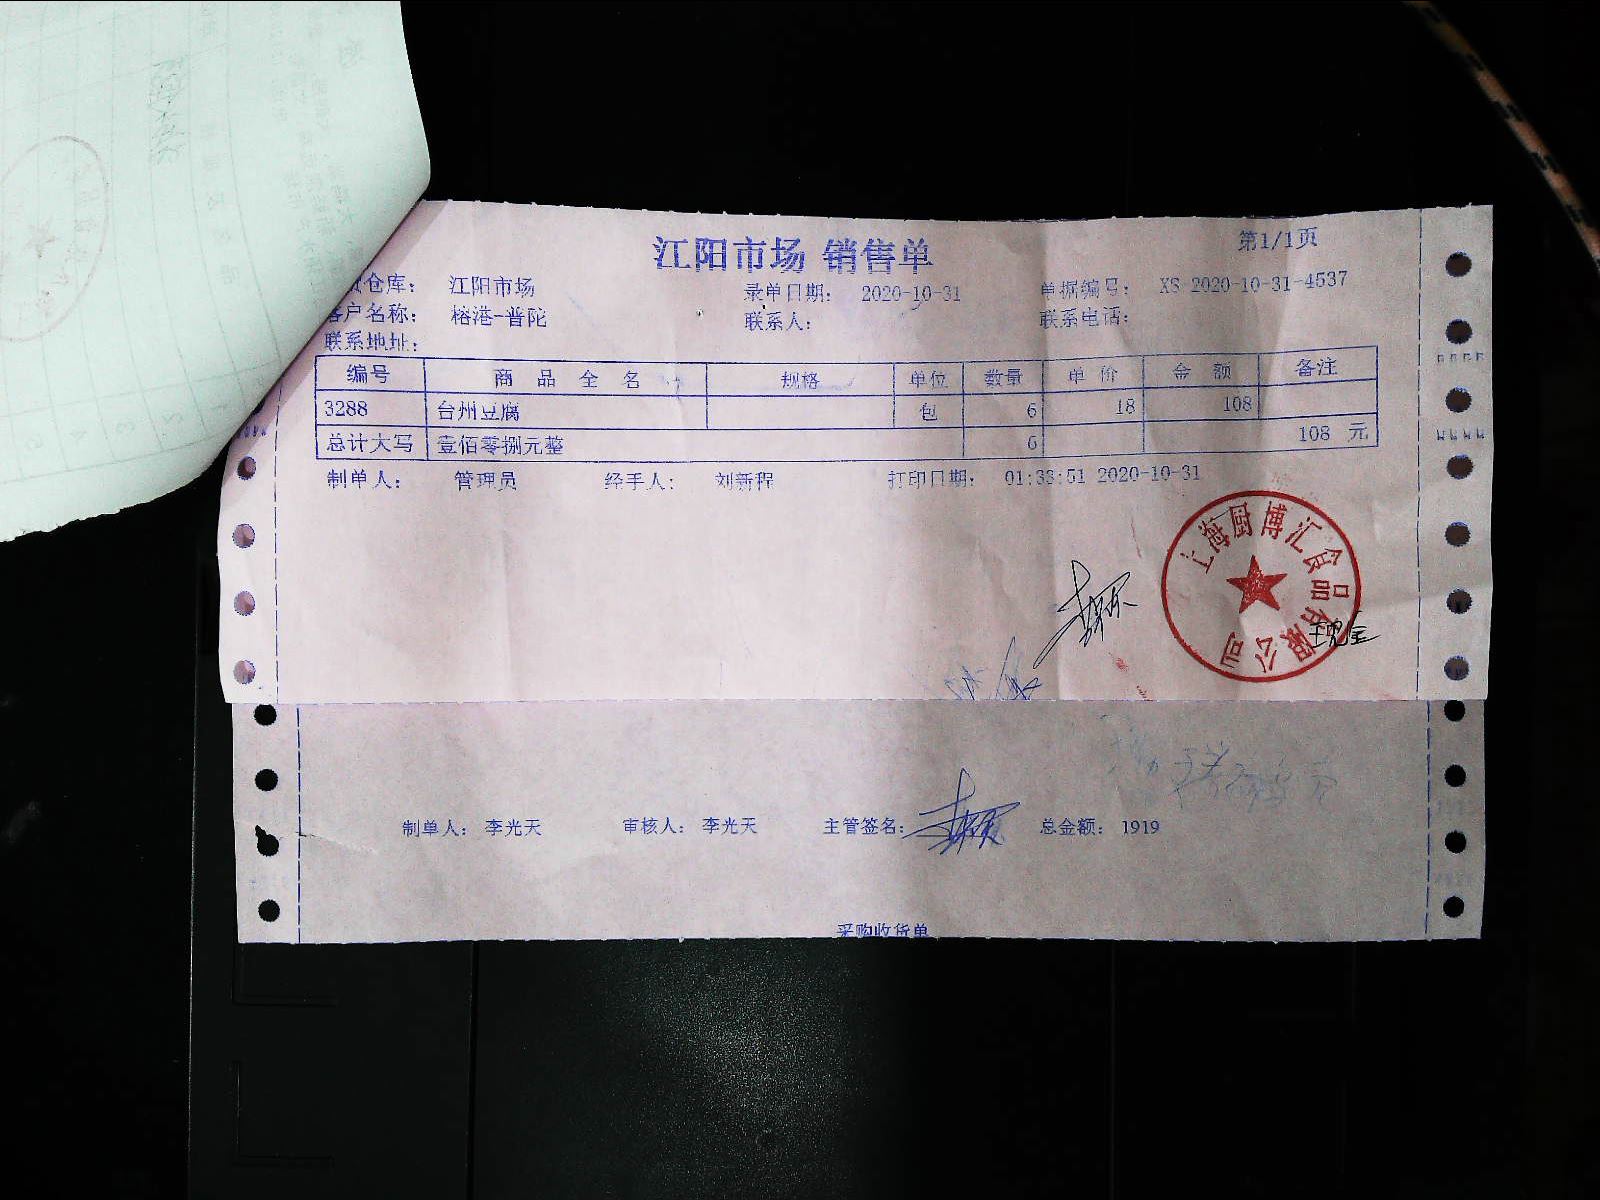 江阳市场 销售单
第1/1页
仓库： 江阳市场 录单日期： 2020-10-31 单据编号： XS-2020-10-31-4537
客户名称： 榕港-普陀 联系人： 联系电话：
联系地址：
编号 商品全名 规格 单位 数量 单价 金额 备注
3288 台州豆腐 包 6 18 108
总计大写 壹佰零捌元整 6 108 元
制单人： 管理员 经手人： 刘新程 打印日期： 01:33:51 2020-10-31
上海厨博汇食品有限公司
制单人： 李光天 审核人： 李光天 主管签名： 总金额： 1919
采购收货单